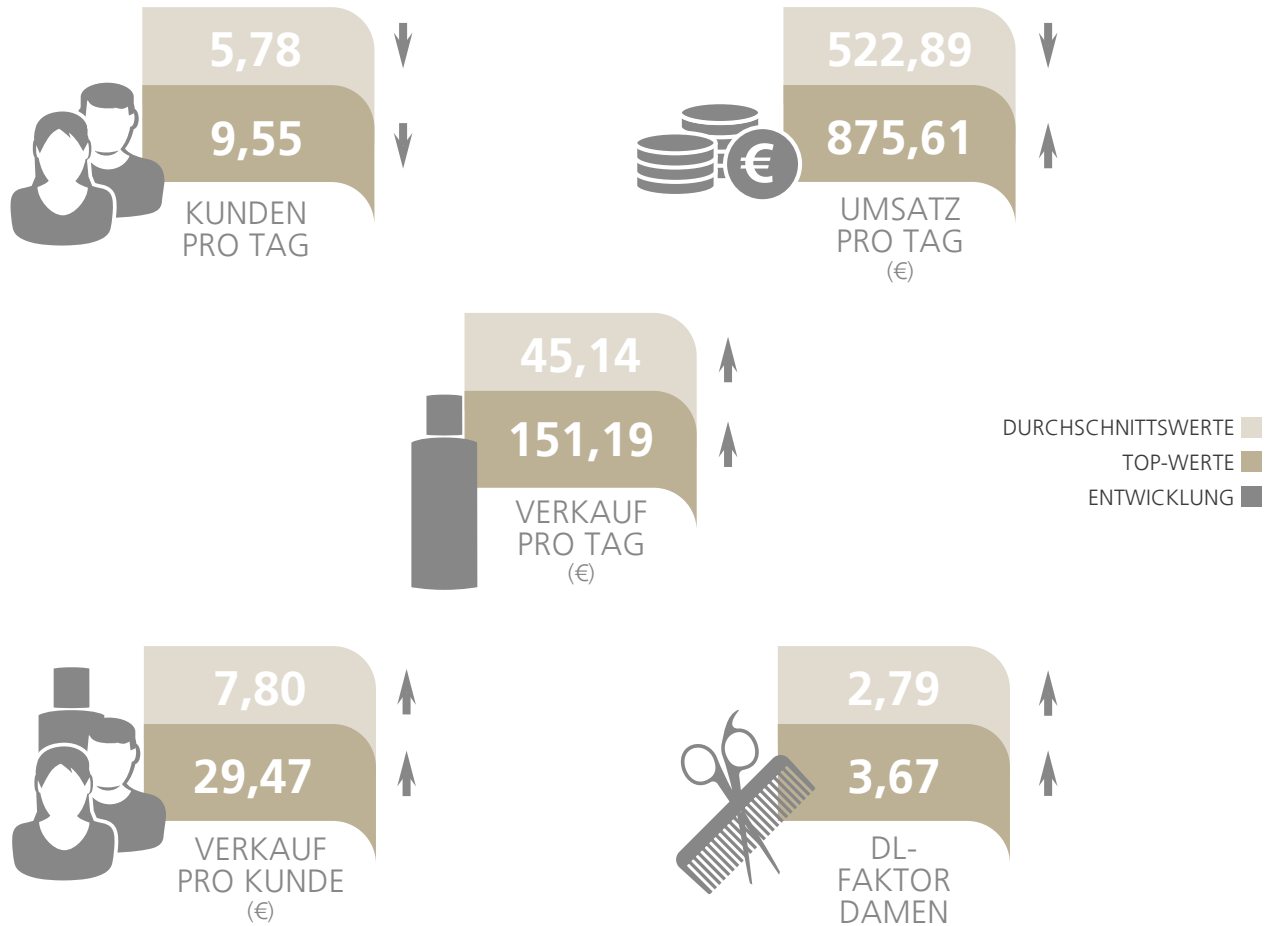 5,78
9,55
KUNDEN
PRO TAG
522,89
€
875,61
UMSATZ
PRO TAG
(€)
45,14
151,19
VERKAUF
PRO TAG
(€)
DURCHSCHNITTSWERTE
TOP-WERTE
ENTWICKLUNG
7,80
29,47
VERKAUF
PRO KUNDE
(€)
2,79
3,67
DL-
FAKTOR
DAMEN